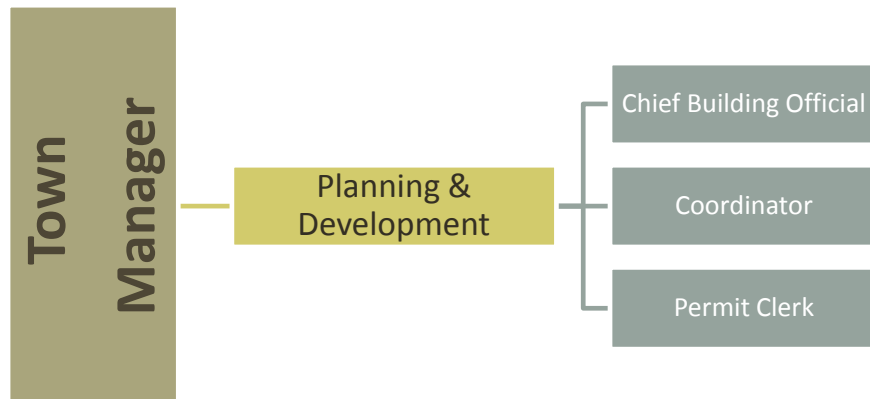 Town
Manager
Planning &
Development
Chief Building Official
Coordinator
Permit Clerk